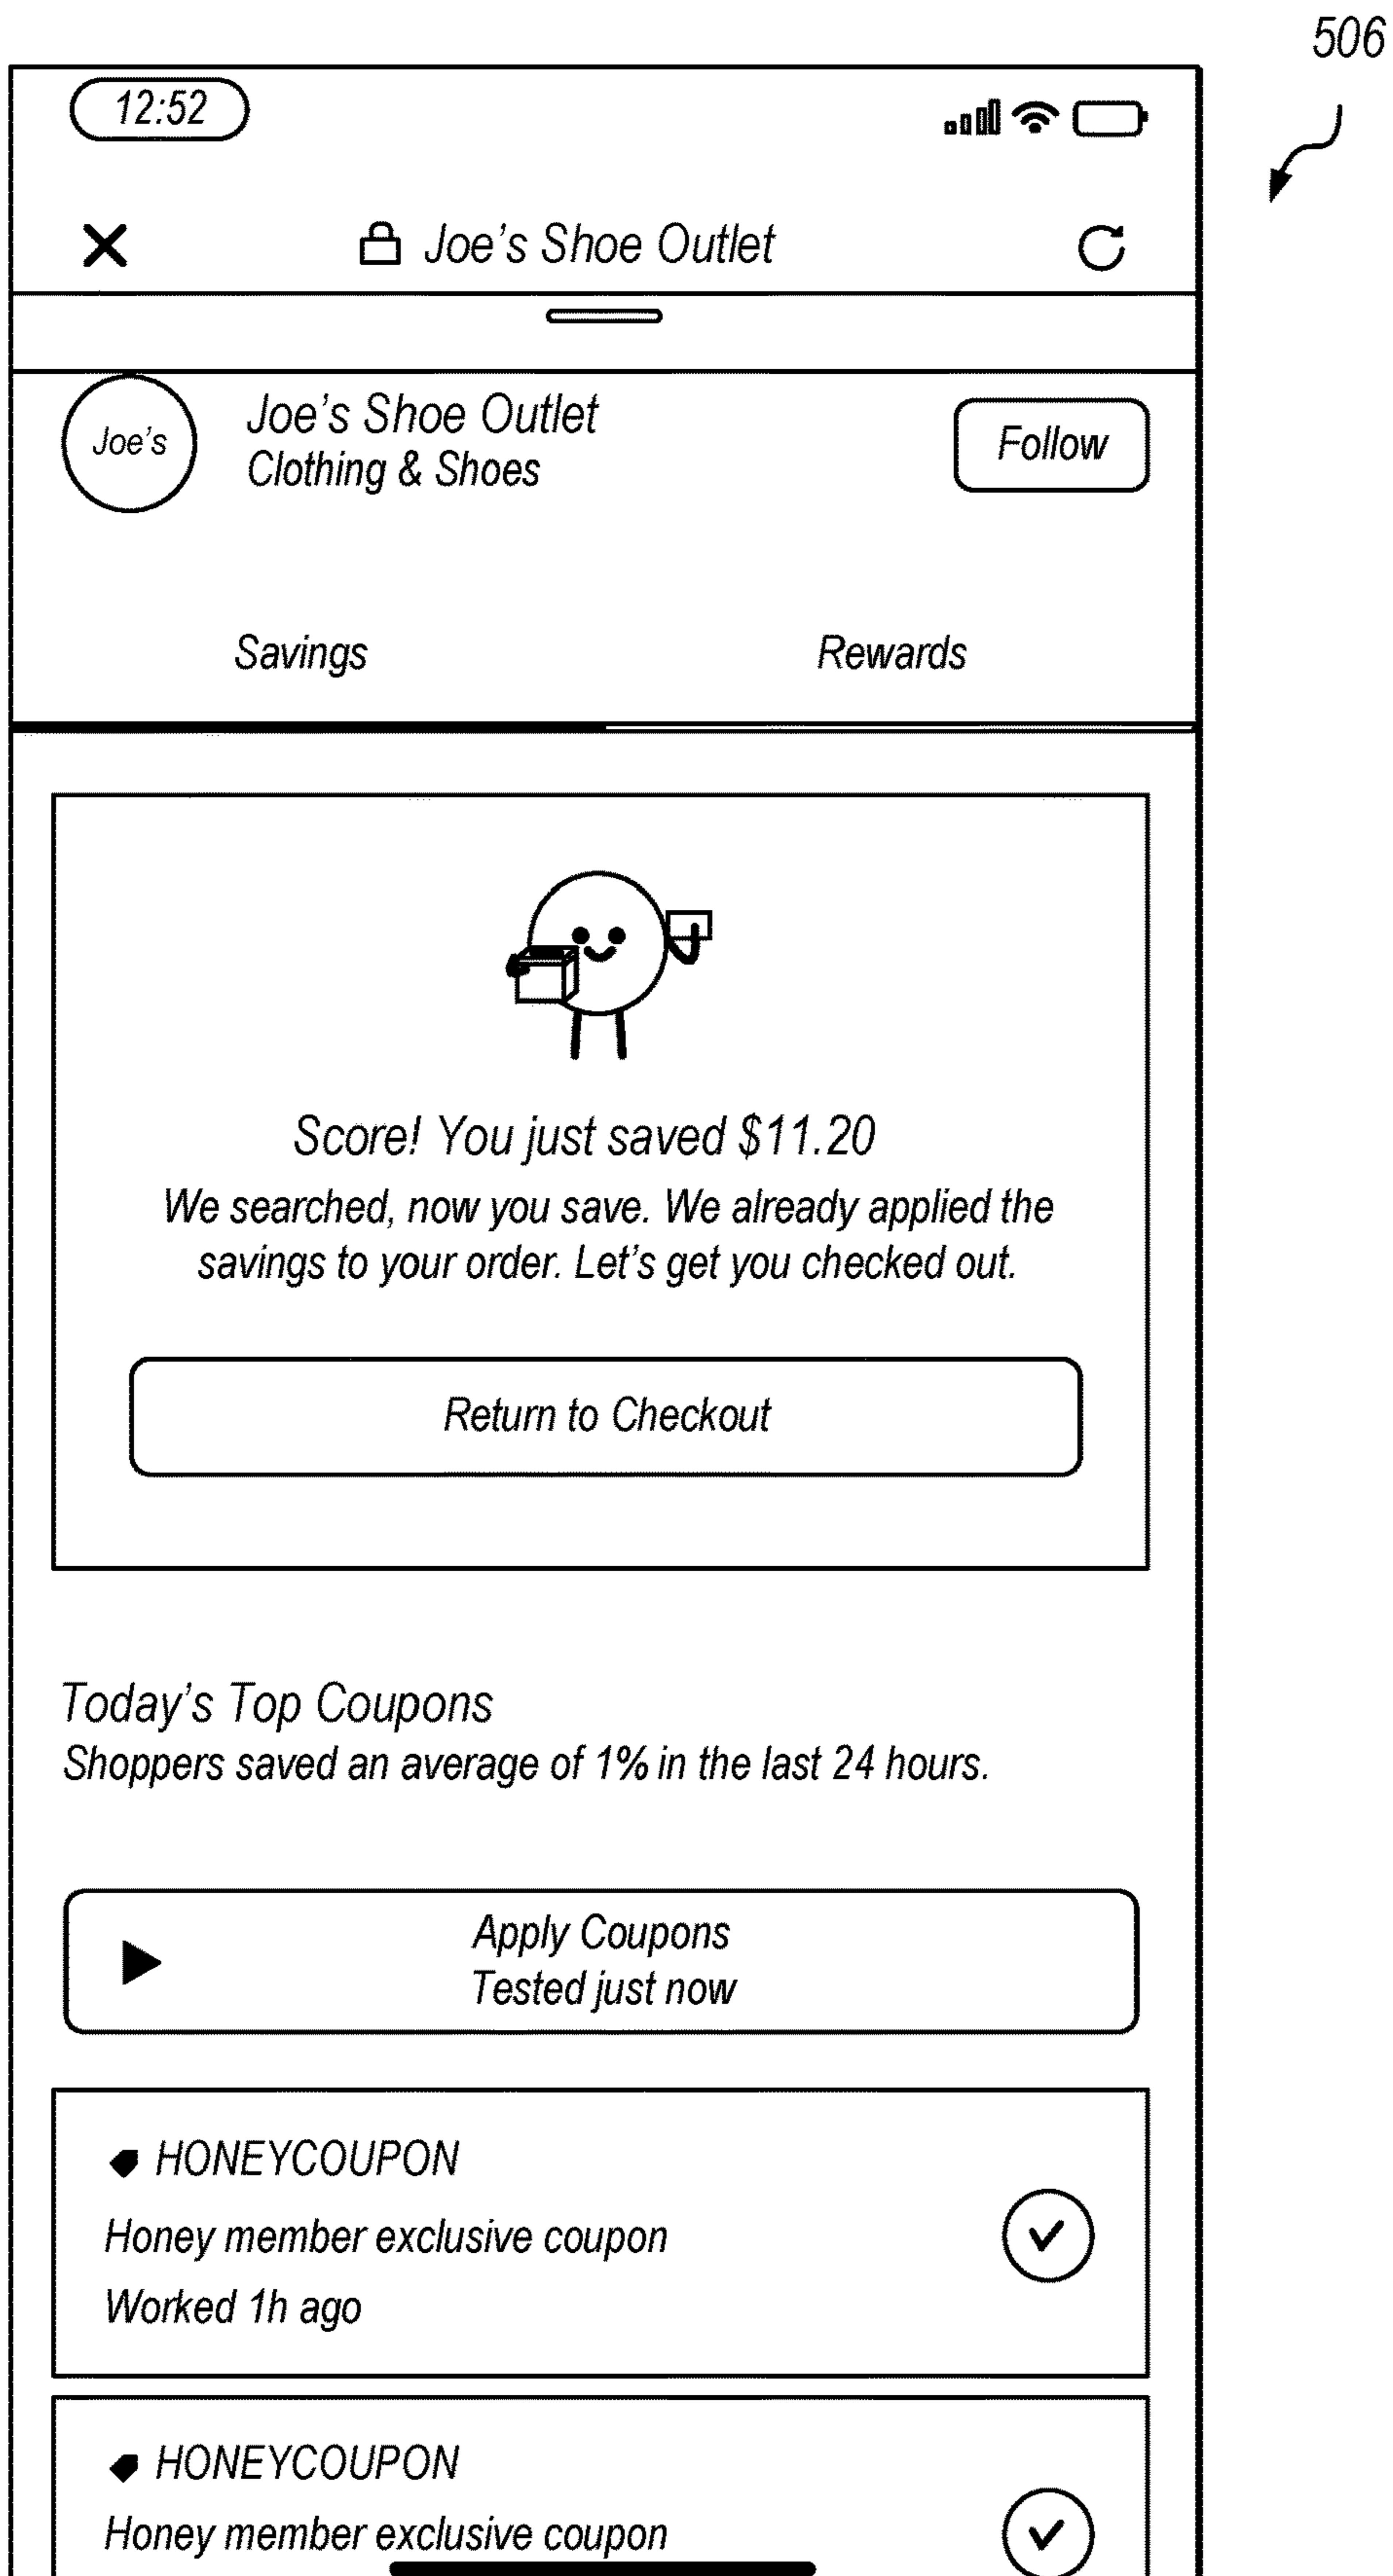 506
12:52
Joe's Shoe Outlet
Joe's
Joe's Shoe Outlet
Clothing & Shoes
Follow
Savings
Rewards
Score! You just saved $11.20
We searched, now you save. We already applied the
savings to your order. Let's get you checked out.
Return to Checkout
Today's Top Coupons
Shoppers saved an average of 1% in the last 24 hours.
Apply Coupons
Tested just now
HONEYCOUPON
Honey member exclusive coupon
Worked 1h ago
HONEYCOUPON
Honey member exclusive coupon